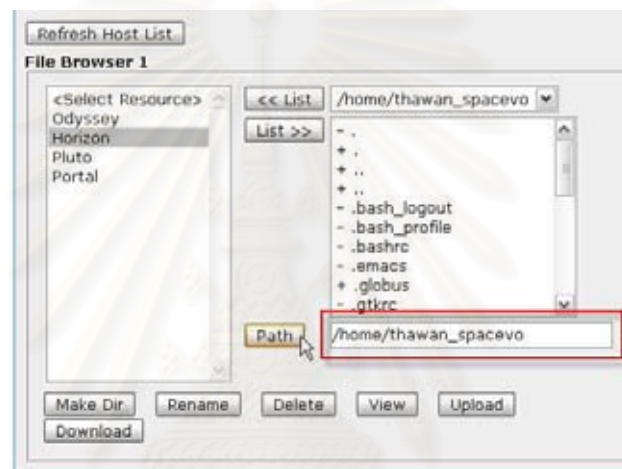 Refresh Host List
File Browser 1
<Select Resource>
Odyssey
Horizon
Pluto
Portal
<< List
/home/thawan_spacevo
List >>
- .
+ .
+ ..
+ ..
- .bash_logout
- .bash_profile
- .bashrc
- .emacs
+ .globus
- .gtkrc
Path
/home/thawan_spacevo
Make Dir
Rename
Delete
View
Upload
Download